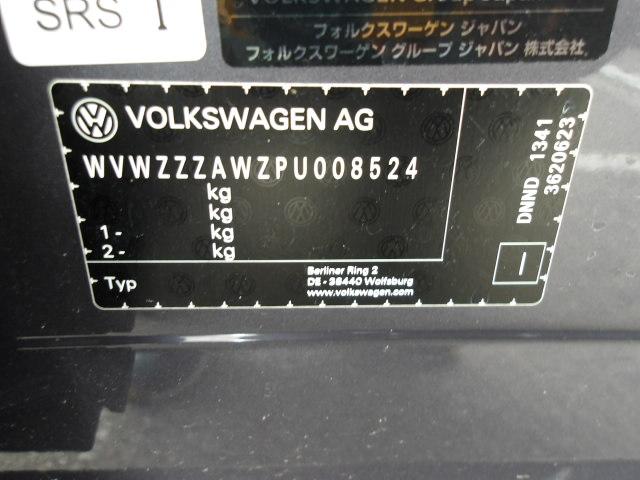 SRS I
VOLKSWAGEN Group Japan
フォルクスワーゲン ジャパン
フォルクスワーゲン グループ ジャパン 株式会社
VOLKSWAGEN AG
WVWZZZAWZPU008524
kg
kg
1- kg
2- kg
Typ
Berliner Ring 2
DE-38440 Wolfsburg
www.volkswagen.com
DNND 1341
3620623
I